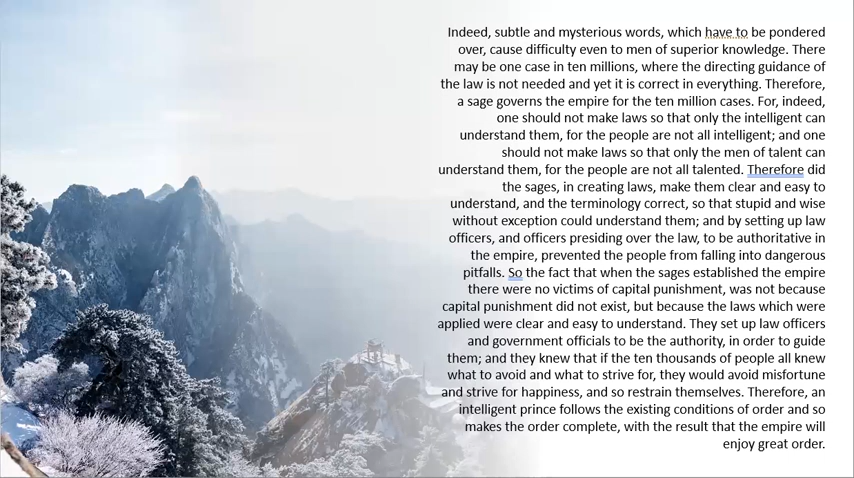 Indeed, subtle and mysterious words, which have to be pondered
over, cause difficulty even to men of superior knowledge. There
may be one case in ten millions, where the directing guidance of
the law is not needed and yet it is correct in everything. Therefore,
a sage governs the empire for the ten million cases. For, indeed,
one should not make laws so that only the intelligent can
understand them, for the people are not all intelligent; and one
should not make laws so that only the men of talent can
understand them, for the people are not all talented. Therefore did
the sages, in creating laws, make them clear and easy to
understand, and the terminology correct, so that stupid and wise
without exception could understand them; and by setting up law
officers, and officers presiding over the law, to be authoritative in
the empire, prevented the people from falling into dangerous
pitfalls. So the fact that when the sages established the empire
there were no victims of capital punishment, was not because
capital punishment did not exist, but because the laws which were
applied were clear and easy to understand. They set up law officers
and government officials to be the authority, in order to guide
them; and they knew that if the ten thousands of people all knew
what to avoid and what to strive for, they would avoid misfortune
and strive for happiness, and so restrain themselves. Therefore, an
intelligent prince follows the existing conditions of order and so
makes the order complete, with the result that the empire will
enjoy great order.